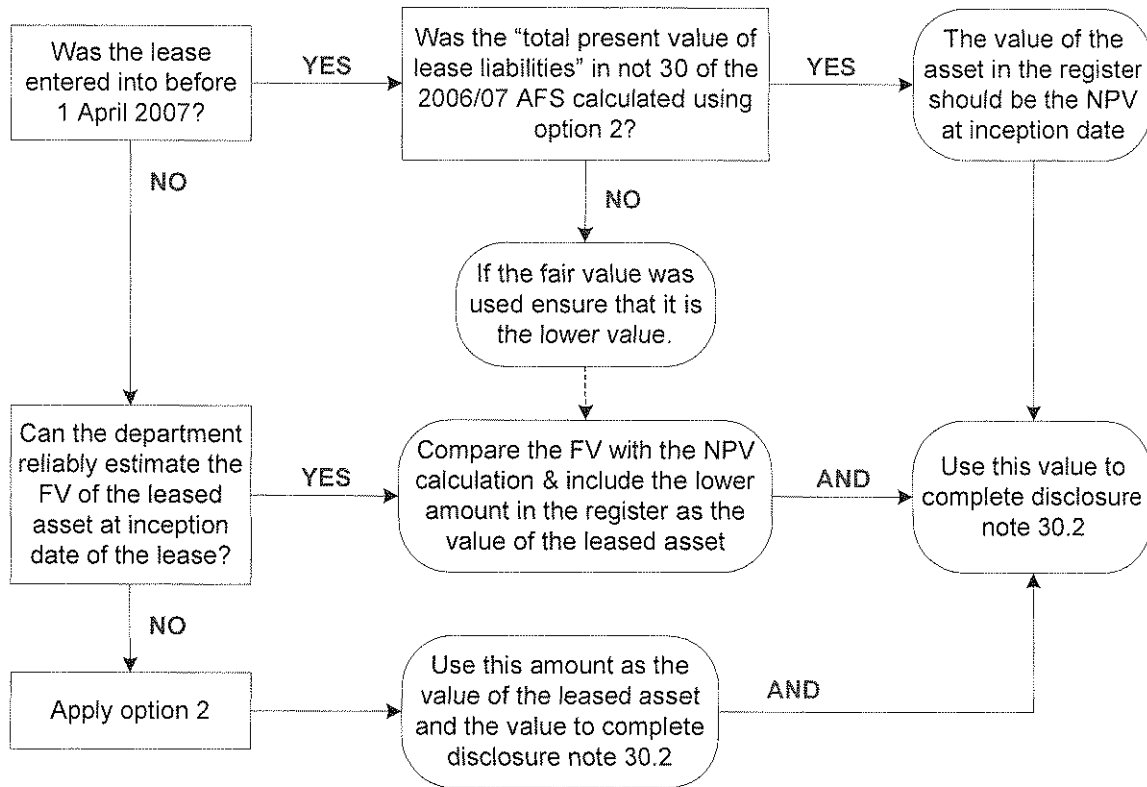 Was the lease
entered into before
1 April 2007?
YES
Was the “total present value of
lease liabilities” in not 30 of the
2006/07 AFS calculated using
option 2?
YES
The value of the
asset in the register
should be the NPV
at inception date
NO
NO
If the fair value was
used ensure that it is
the lower value.
Can the department
reliably estimate the
FV of the leased
asset at inception
date of the lease?
YES
Compare the FV with the NPV
calculation & include the lower
amount in the register as the
value of the leased asset
AND
Use this value to
complete disclosure
note 30.2
NO
Apply option 2
Use this amount as the
value of the leased asset
and the value to complete
disclosure note 30.2
AND